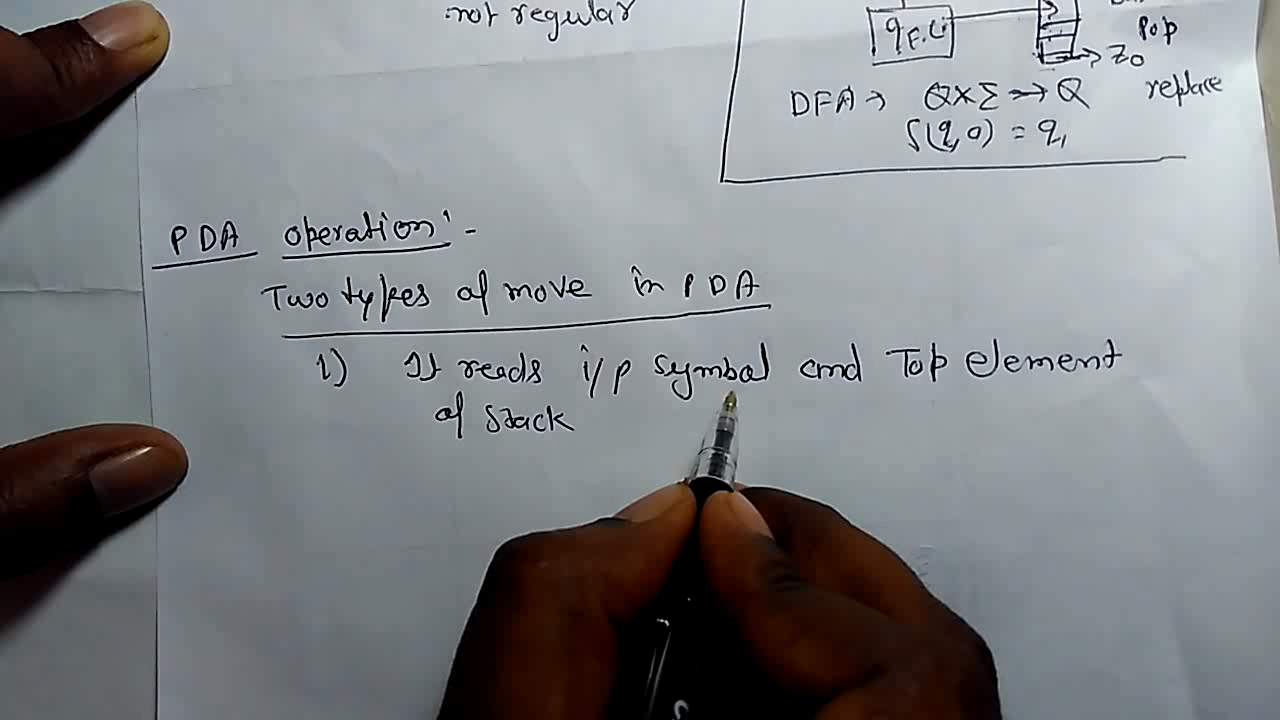 not regular
q F.C
Pop
Z0
replace
DFA → Q×Σ → Q
δ(q,0) = q1
PDA operation:-
Two types of move in PDA
1) It reads i/p symbol and Top element
of stack